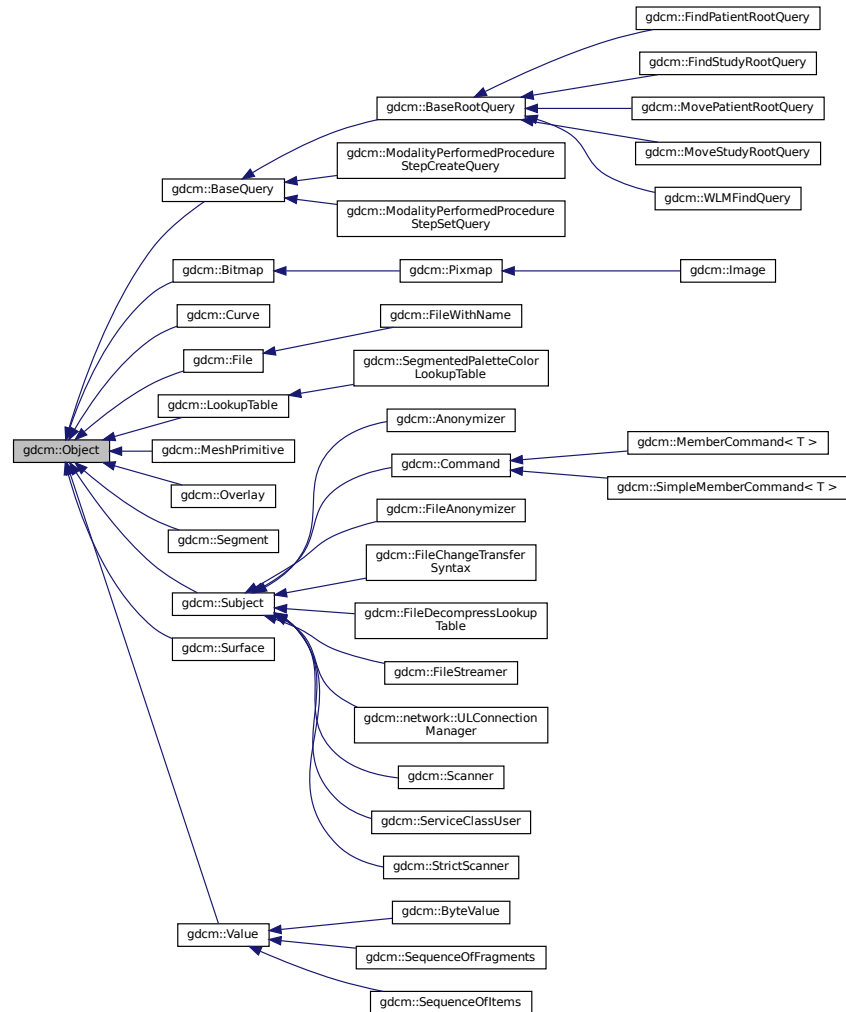 gdcm::FindPatientRootQuery
gdcm::FindStudyRootQuery
gdcm::BaseRootQuery
gdcm::MovePatientRootQuery
gdcm::MoveStudyRootQuery
gdcm::ModalityPerformedProcedure
StepCreateQuery
gdcm::BaseQuery
gdcm::WLMFindQuery
gdcm::ModalityPerformedProcedure
StepSetQuery
gdcm::Bitmap
gdcm::Pixmap
gdcm::Image
gdcm::Curve
gdcm::FileWithName
gdcm::File
gdcm::SegmentedPaletteColor
LookupTable
gdcm::LookupTable
gdcm::Anonymizer
gdcm::Object
gdcm::MeshPrimitive
gdcm::MemberCommand< T >
gdcm::Command
gdcm::SimpleMemberCommand< T >
gdcm::Overlay
gdcm::FileAnonymizer
gdcm::Segment
gdcm::FileChangeTransfer
Syntax
gdcm::Subject
gdcm::FileDecompressLookup
Table
gdcm::Surface
gdcm::FileStreamer
gdcm::network::ULConnection
Manager
gdcm::Scanner
gdcm::ServiceClassUser
gdcm::StrictScanner
gdcm::ByteValue
gdcm::Value
gdcm::SequenceOfFragments
gdcm::SequenceOfItems